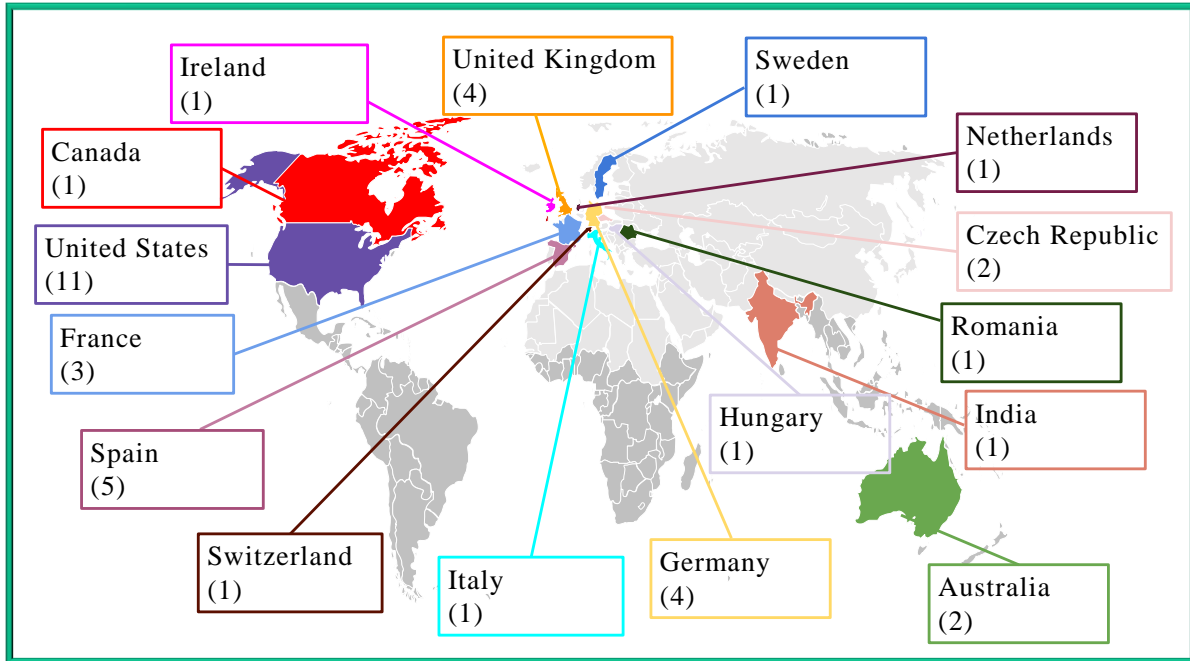 Ireland
(1)
United Kingdom
(4)
Sweden
(1)
Canada
(1)
Netherlands
(1)
United States
(11)
Czech Republic
(2)
France
(3)
Romania
(1)
Spain
(5)
Hungary
(1)
India
(1)
Switzerland
(1)
Italy
(1)
Germany
(4)
Australia
(2)